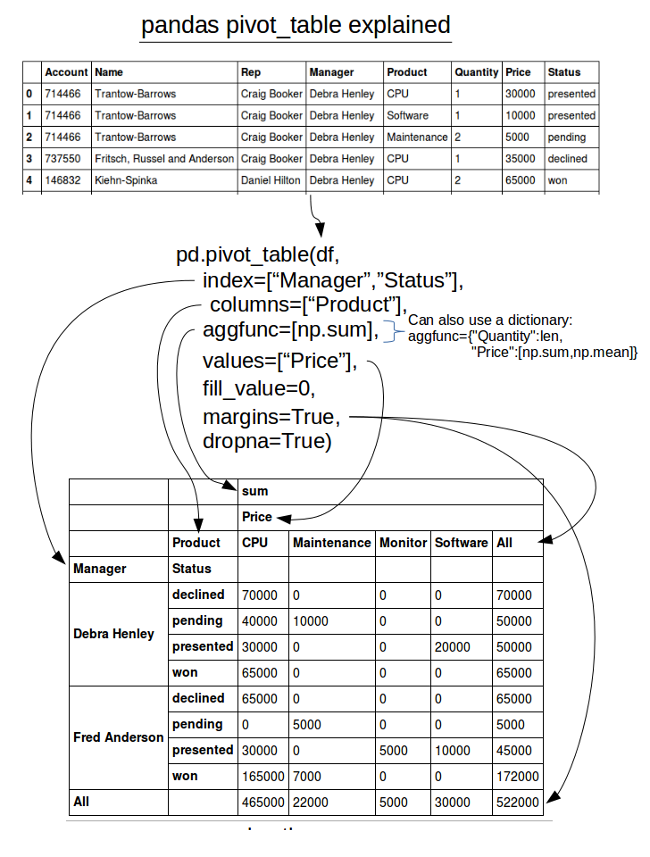 pandas pivot_table explained
Account Name Rep Manager Product Quantity Price Status
0 714466 Trantow-Barrows Craig Booker Debra Henley CPU 1 30000 presented
1 714466 Trantow-Barrows Craig Booker Debra Henley Software 1 10000 presented
2 714466 Trantow-Barrows Craig Booker Debra Henley Maintenance 2 5000 pending
3 737550 Fritsch, Russel and Anderson Craig Booker Debra Henley CPU 1 35000 declined
4 146832 Kiehn-Spinka Daniel Hilton Debra Henley CPU 2 65000 won
pd.pivot_table(df,
index=[“Manager”,”Status”],
columns=[“Product”],
aggfunc=[np.sum],
Can also use a dictionary:
aggfunc={"Quantity":len,
"Price":[np.sum,np.mean]}
values=[“Price”],
fill_value=0,
margins=True,
dropna=True)
sum
Price
Product CPU Maintenance Monitor Software All
Manager Status
Debra Henley declined 70000 0 0 0 70000
pending 40000 10000 0 0 50000
presented 30000 0 0 20000 50000
won 65000 0 0 0 65000
Fred Anderson declined 65000 0 0 0 65000
pending 0 5000 0 0 5000
presented 30000 0 5000 10000 45000
won 165000 7000 0 0 172000
All 465000 22000 5000 30000 522000